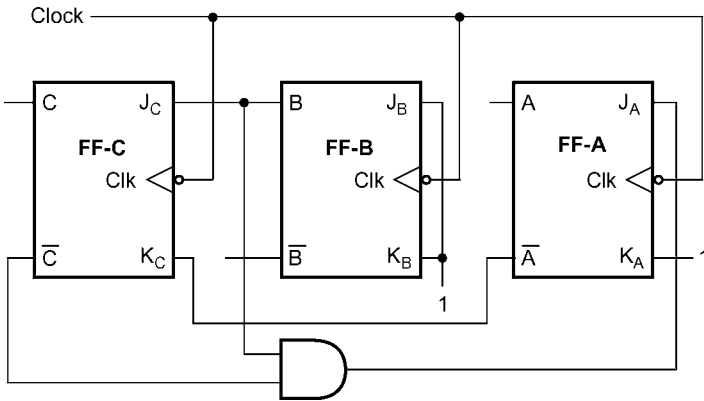 Clock
C J_C B J_B A J_A
FF-C FF-B FF-A
Clk Clk Clk
C̅ K_C B̅ K_B A̅ K_A 1
1